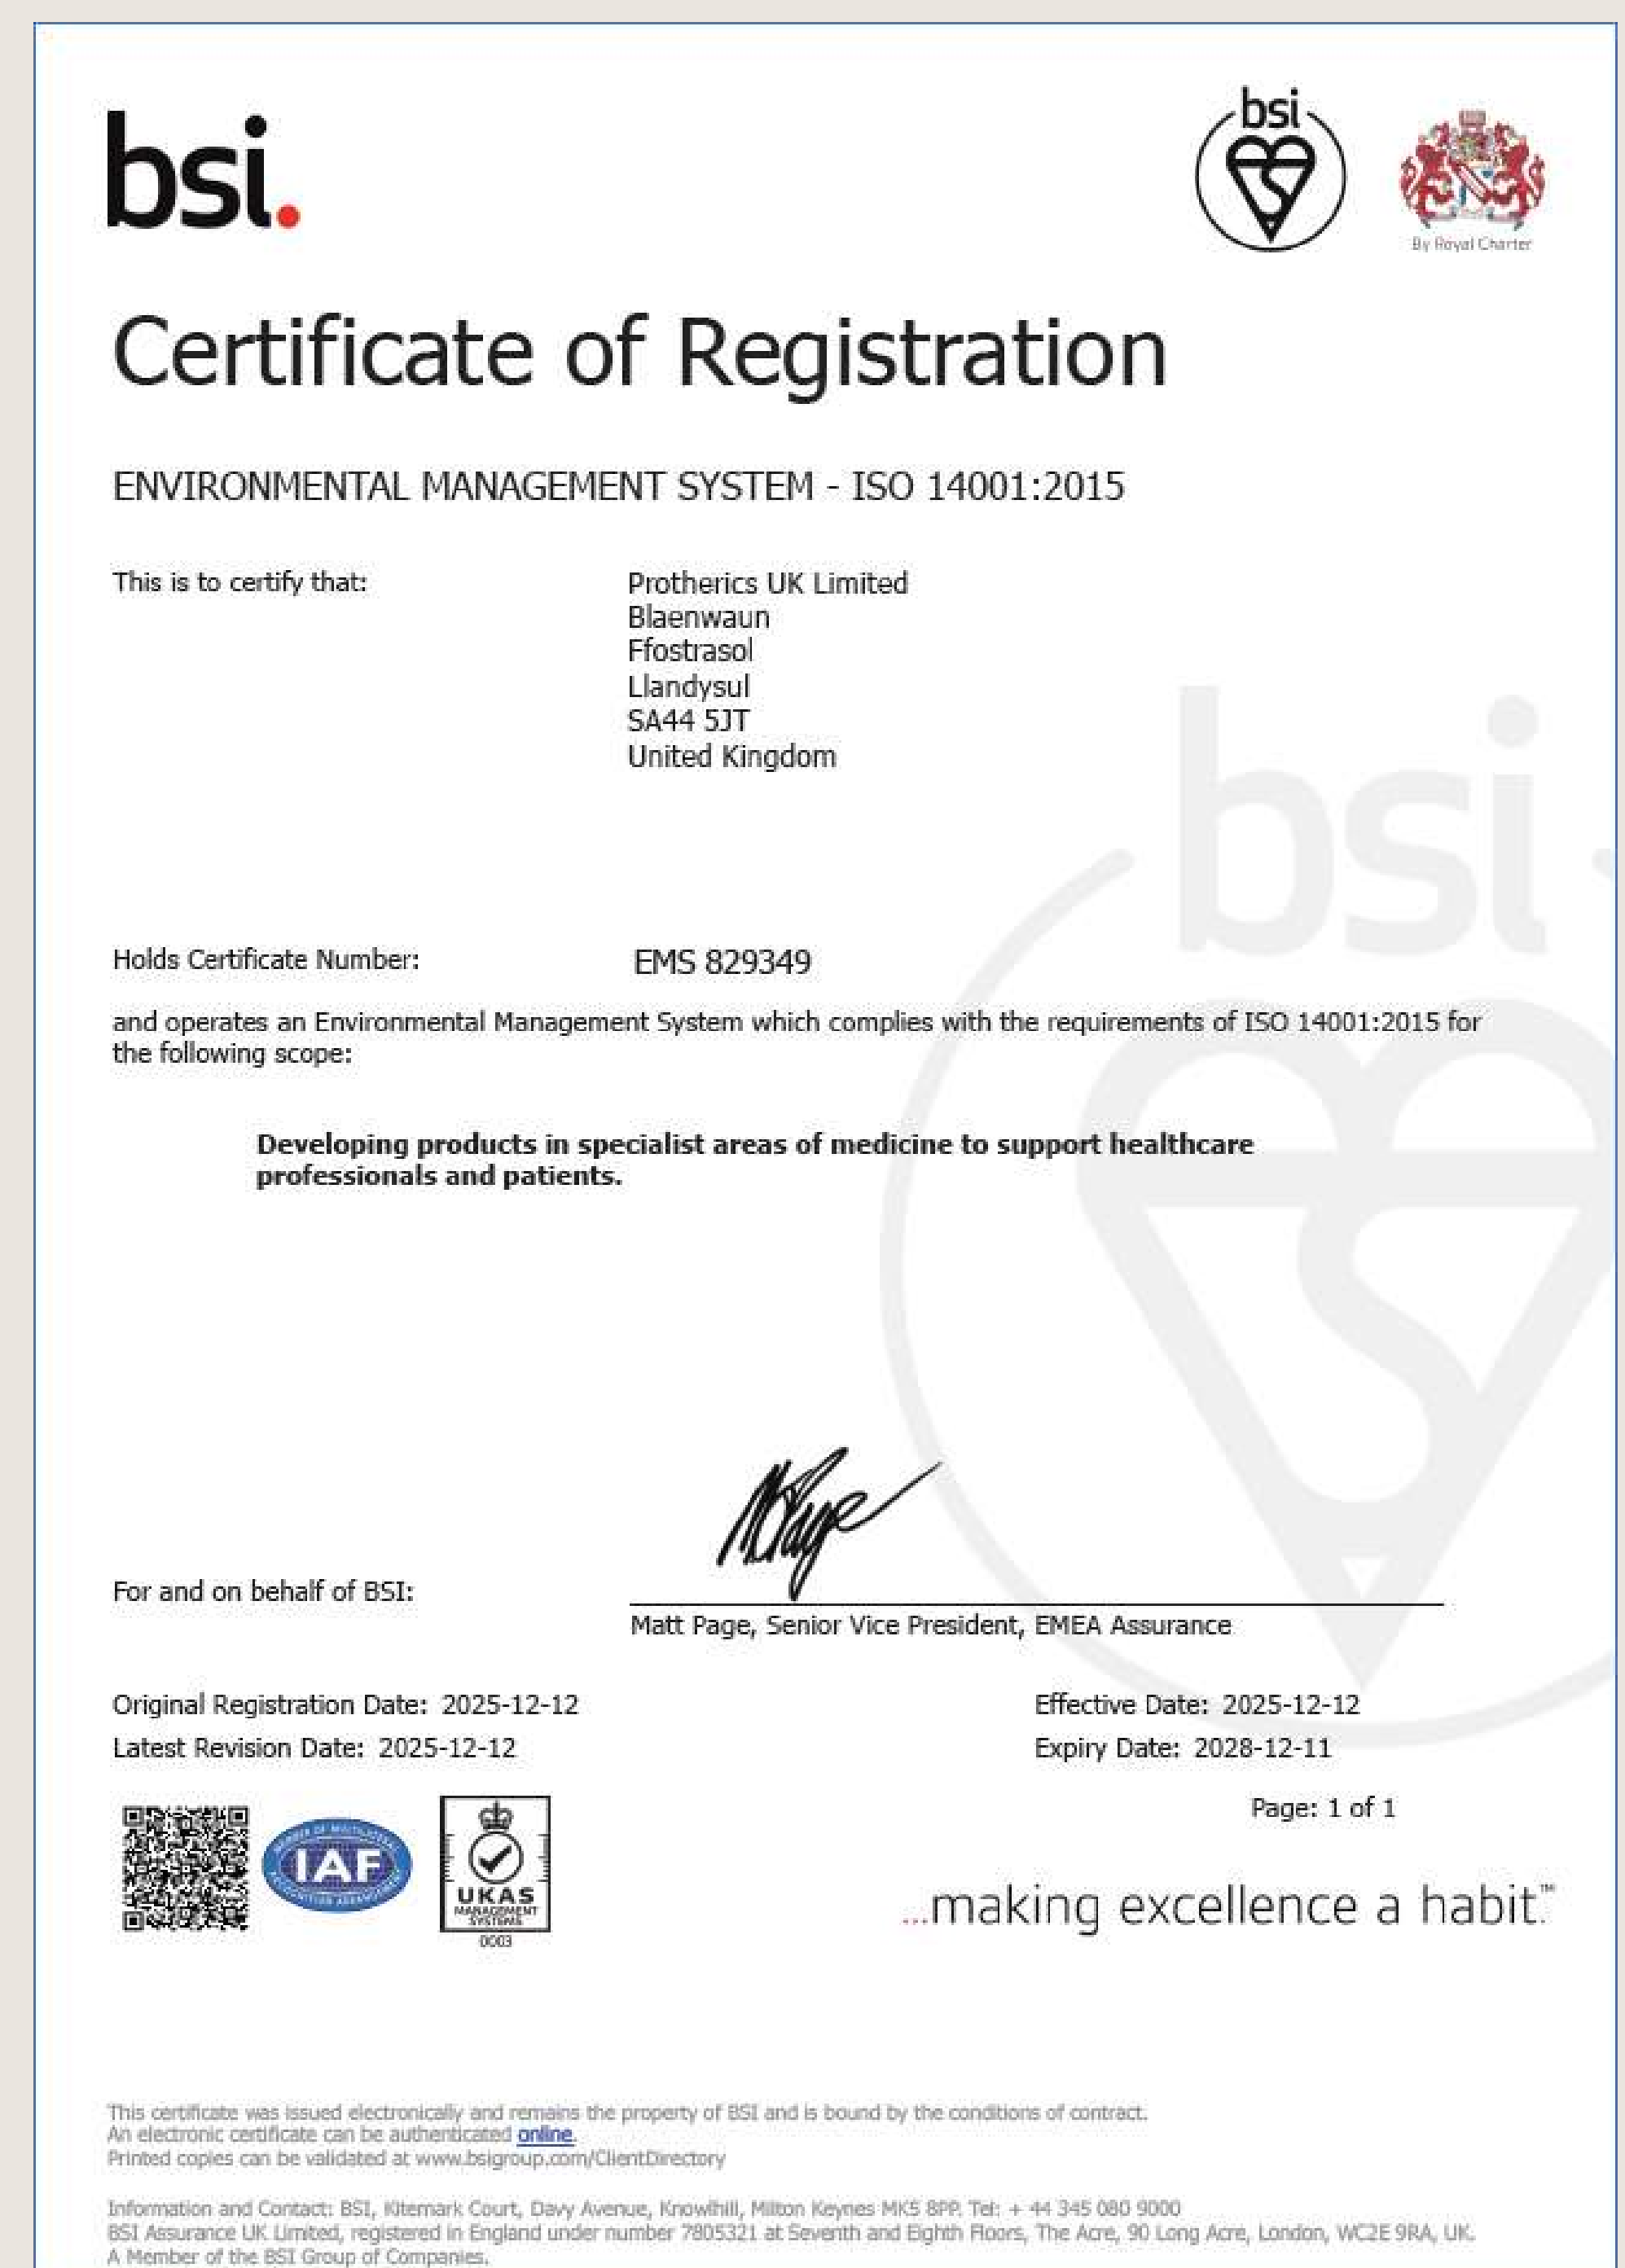 bsi.
bsi
By Royal Charter
Certificate of Registration
ENVIRONMENTAL MANAGEMENT SYSTEM - ISO 14001:2015
This is to certify that:
Protherics UK Limited
Blaenwaun
Ffostrasol
Llandysul
SA44 5JT
United Kingdom
bsi
Holds Certificate Number:
EMS 829349
and operates an Environmental Management System which complies with the requirements of ISO 14001:2015 for
the following scope:
Developing products in specialist areas of medicine to support healthcare
professionals and patients.
MPage
For and on behalf of BSI:
Matt Page, Senior Vice President, EMEA Assurance
Original Registration Date: 2025-12-12
Effective Date: 2025-12-12
Latest Revision Date: 2025-12-12
Expiry Date: 2028-12-11
Page: 1 of 1
MEMBER OF MULTILATERAL
IAF
RECOGNITION ARRANGEMENT
UKAS
MANAGEMENT
SYSTEMS
0003
...making excellence a habit.™
This certificate was issued electronically and remains the property of BSI and is bound by the conditions of contract.
An electronic certificate can be authenticated online.
Printed copies can be validated at www.bsigroup.com/ClientDirectory
Information and Contact: BSI, Kitemark Court, Davy Avenue, Knowlhill, Milton Keynes MK5 8PP. Tel: + 44 345 080 9000
BSI Assurance UK Limited, registered in England under number 7805321 at Seventh and Eighth Floors, The Acre, 90 Long Acre, London, WC2E 9RA, UK.
A Member of the BSI Group of Companies.